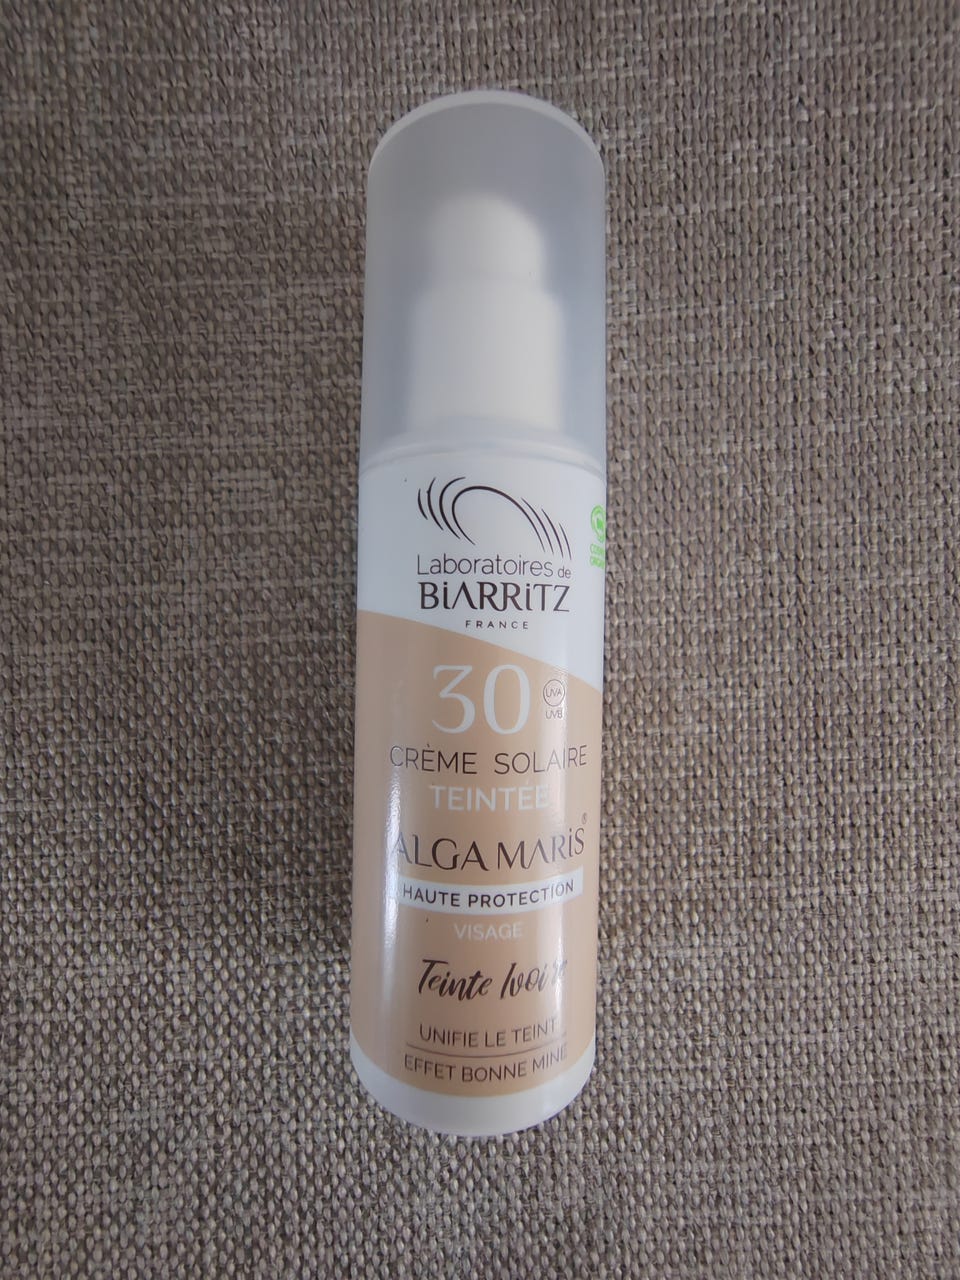 Laboratoires de
BiARRiTZ
FRANCE
30
UVA
UVB
CRÈME SOLAIRE
TEINTÉE
ALGA MARiS®
HAUTE PROTECTION
VISAGE
Teinte Ivoire
UNIFIE LE TEINT
EFFET BONNE MINE